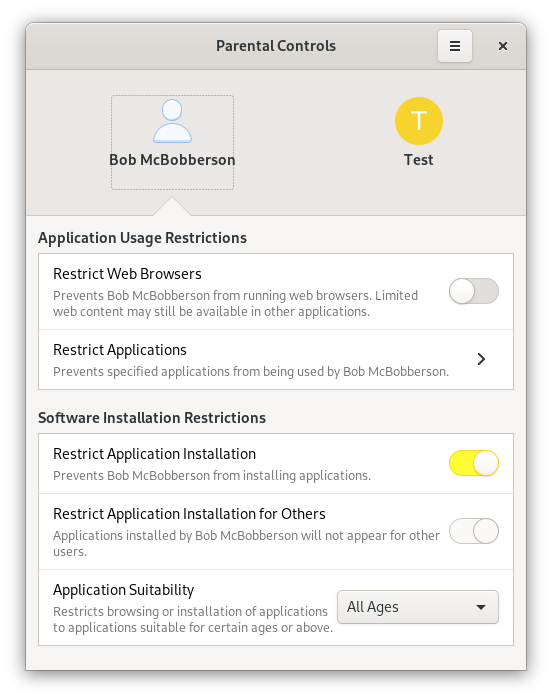 Parental Controls
T
Bob McBobberson
Test
Application Usage Restrictions
Restrict Web Browsers
Prevents Bob McBobberson from running web browsers. Limited
web content may still be available in other applications.
Restrict Applications
Prevents specified applications from being used by Bob McBobberson.
Software Installation Restrictions
Restrict Application Installation
Prevents Bob McBobberson from installing applications.
Restrict Application Installation for Others
Applications installed by Bob McBobberson will not appear for other
users.
Application Suitability
Restricts browsing or installation of applications
to applications suitable for certain ages or above.
All Ages